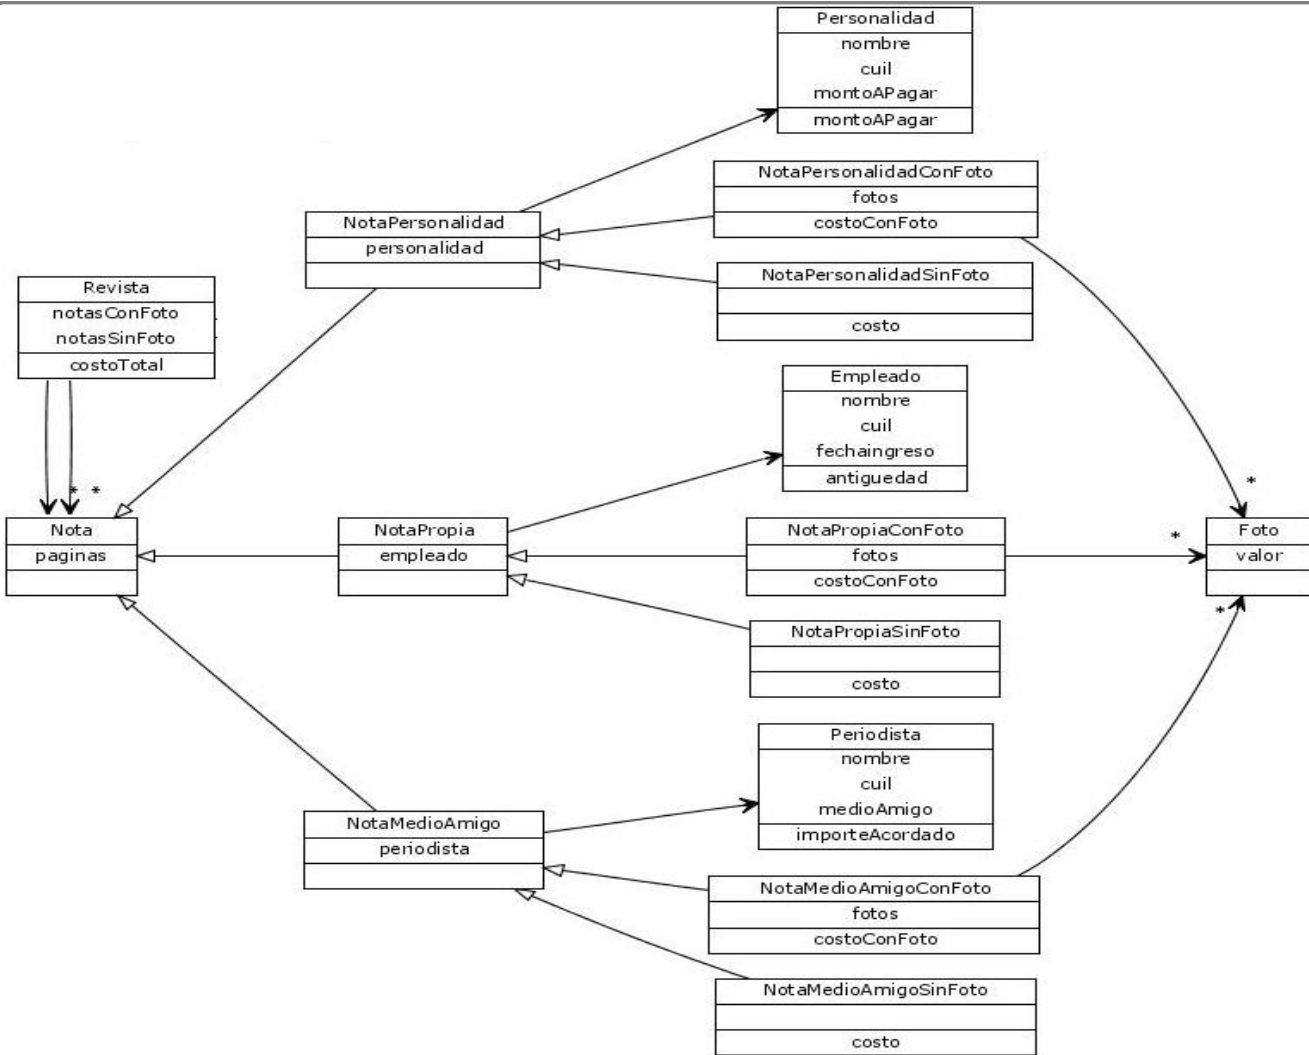 Personalidad
nombre
cuil
montoAPagar
montoAPagar
NotaPersonalidadConFoto
fotos
costoConFoto
NotaPersonalidad
personalidad
NotaPersonalidadSinFoto
costo
Revista
notasConFoto
notasSinFoto
costoTotal
Empleado
nombre
cuil
fechaingreso
antiguedad
* *
*
Nota
paginas
NotaPropia
empleado
NotaPropiaConFoto
fotos
costoConFoto
*
Foto
valor
*
NotaPropiaSinFoto
costo
Periodista
nombre
cuil
medioAmigo
importeAcordado
NotaMedioAmigo
periodista
NotaMedioAmigoConFoto
fotos
costoConFoto
NotaMedioAmigoSinFoto
costo